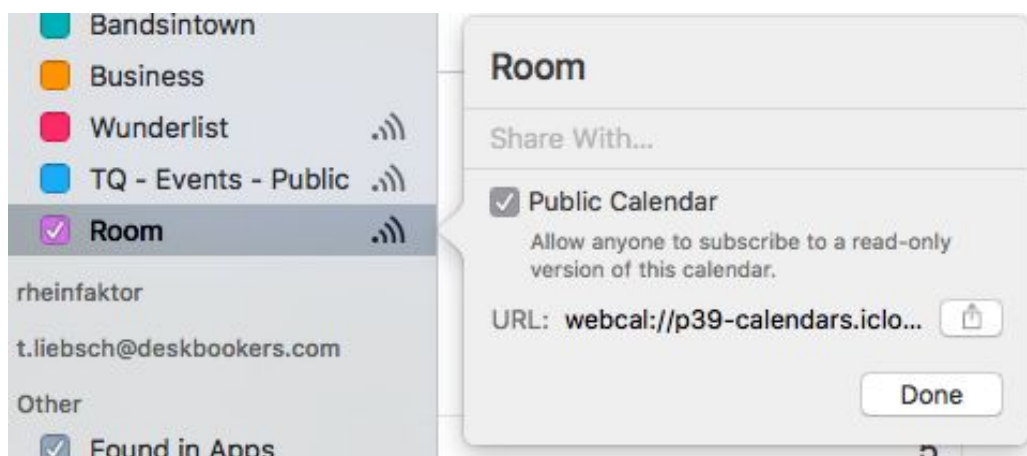 Bandsintown
Business
Wunderlist
TQ - Events - Public
Room
rheinfaktor
t.liebsch@deskbookers.com
Other
Found in Apps
Room
Share With...
Public Calendar
Allow anyone to subscribe to a read-only
version of this calendar.
URL: webcal://p39-calendars.iclo...
Done